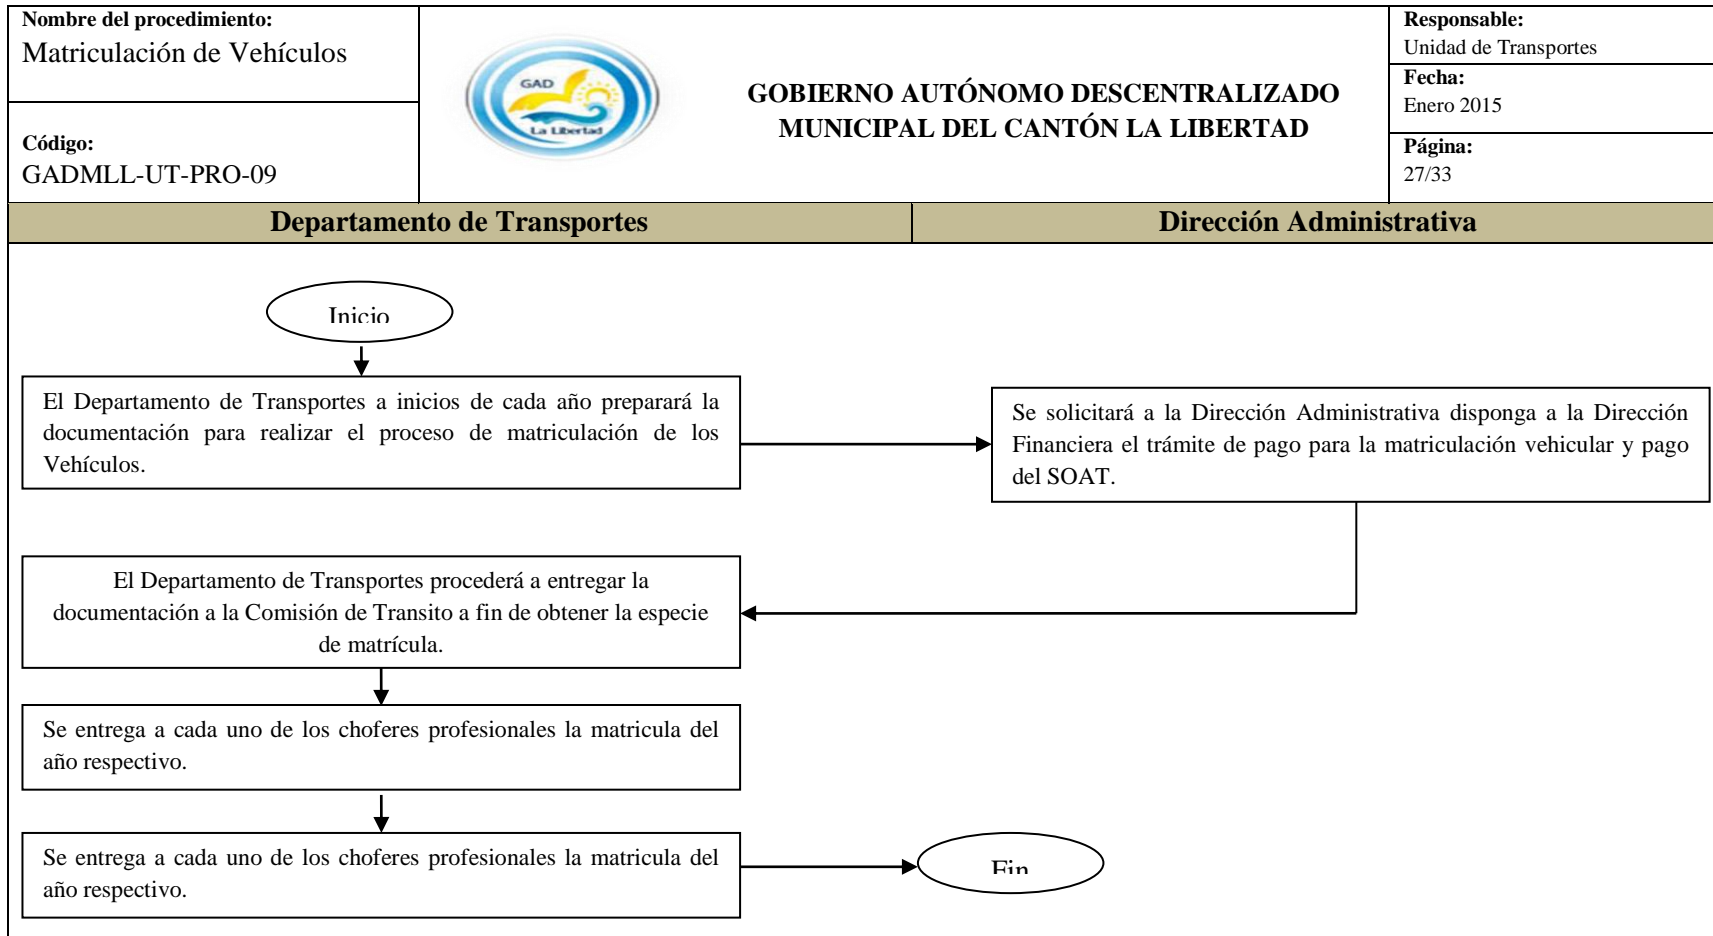 Nombre del procedimiento:
Matriculación de Vehículos
Código:
GADMLL-UT-PRO-09
GAD
La Libertad
GOBIERNO AUTÓNOMO DESCENTRALIZADO
MUNICIPAL DEL CANTÓN LA LIBERTAD
Responsable:
Unidad de Transportes
Fecha:
Enero 2015
Página:
27/33
Departamento de Transportes
Dirección Administrativa
Inicio
El Departamento de Transportes a inicios de cada año preparará la
documentación para realizar el proceso de matriculación de los
Vehículos.
Se solicitará a la Dirección Administrativa disponga a la Dirección
Financiera el trámite de pago para la matriculación vehicular y pago
del SOAT.
El Departamento de Transportes procederá a entregar la
documentación a la Comisión de Transito a fin de obtener la especie
de matrícula.
Se entrega a cada uno de los choferes profesionales la matricula del
año respectivo.
Se entrega a cada uno de los choferes profesionales la matricula del
año respectivo.
Fin